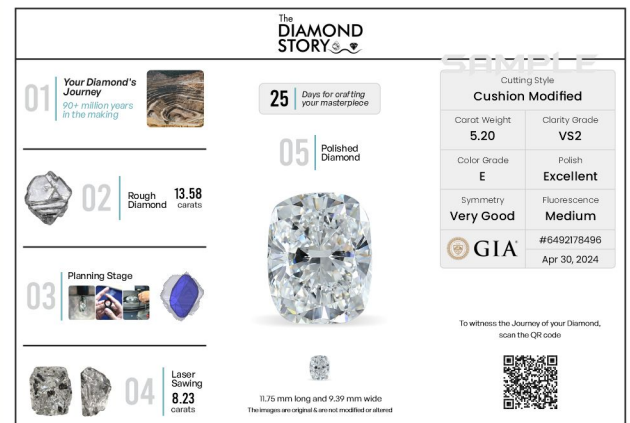 The
DIAMOND
STORY
SAMPLE
01
Your Diamond's
Journey
90+ million years
in the making
02
Rough
Diamond
13.58
carats
03
Planning Stage
04
Laser
Sawing
8.23
carats
25
Days for crafting
your masterpiece
05
Polished
Diamond
11.75 mm long and 9.39 mm wide
The images are original & are not modified or altered
Cutting Style
Cushion Modified
Carat Weight
5.20
Clarity Grade
VS2
Color Grade
E
Polish
Excellent
Symmetry
Very Good
Fluorescence
Medium
GIA
#6492178496
Apr 30, 2024
To witness the Journey of your Diamond,
scan the QR code